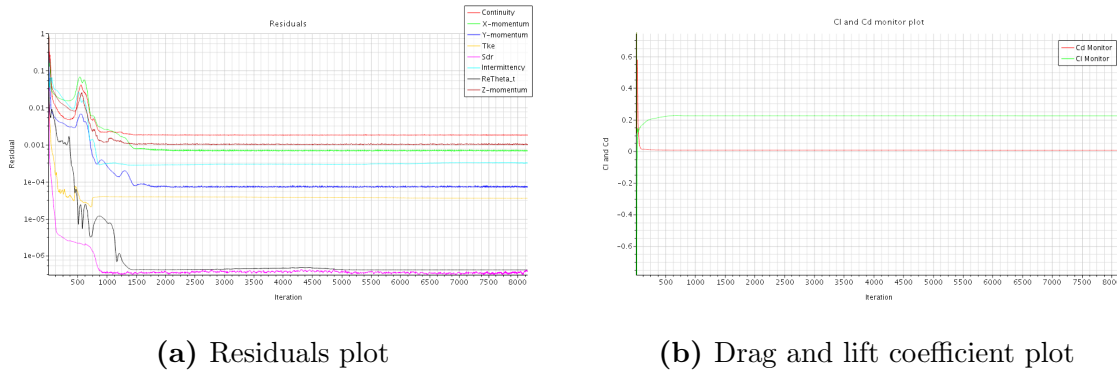 Residuals
Continuity
X-momentum
Y-momentum
Tke
Sdr
Intermittency
ReTheta_t
Z-momentum
Residual
1
0.1
0.01
0.001
1e-04
1e-05
1e-06
500 1000 1500 2000 2500 3000 3500 4000 4500 5000 5500 6000 6500 7000 7500 8000
Iteration
(a) Residuals plot
Cl and Cd monitor plot
Cd Monitor
Cl Monitor
Cl and Cd
0.6
0.4
0.2
0
-0.2
-0.4
-0.6
500 1000 1500 2000 2500 3000 3500 4000 4500 5000 5500 6000 6500 7000 7500 8000
Iteration
(b) Drag and lift coefficient plot